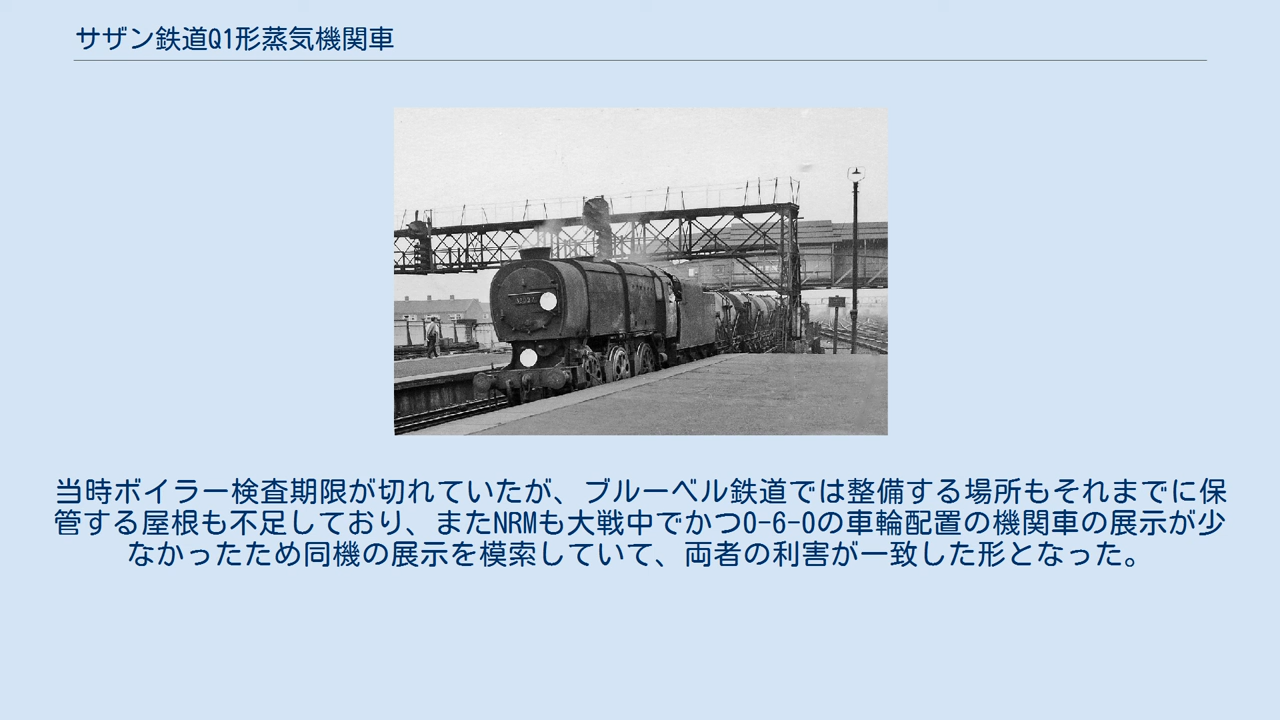 サザン鉄道Q1形蒸気機関車
当時ボイラー検査期限が切れていたが、ブルーベル鉄道では整備する場所もそれまでに保
管する屋根も不足しており、またNRMも大戦中でかつ0-6-0の車輪配置の機関車の展示が少
なかったため同機の展示を模索していて、両者の利害が一致した形となった。